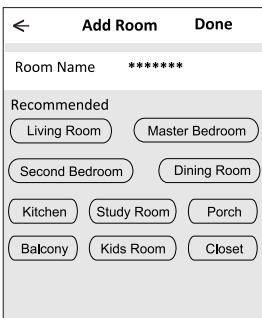 Add Room Done
Room Name *******
Recommended
Living Room Master Bedroom
Second Bedroom Dining Room
Kitchen Study Room Porch
Balcony Kids Room Closet